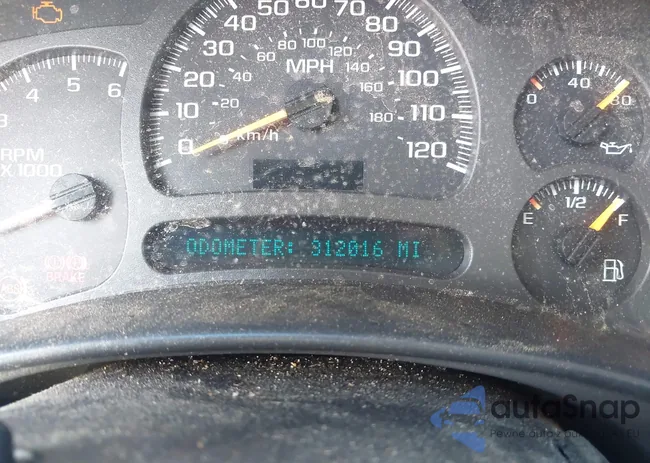 60
50 70
40 80
30 90
20 100
10 110
0 120
20 40 60 80 100 120 140 160 180
MPH
km/h
3 4 5 6
RPM
X 1000
BRAKE
ODOMETER: 312016 MI
0 40 80
E 1/2 F
autoSnap